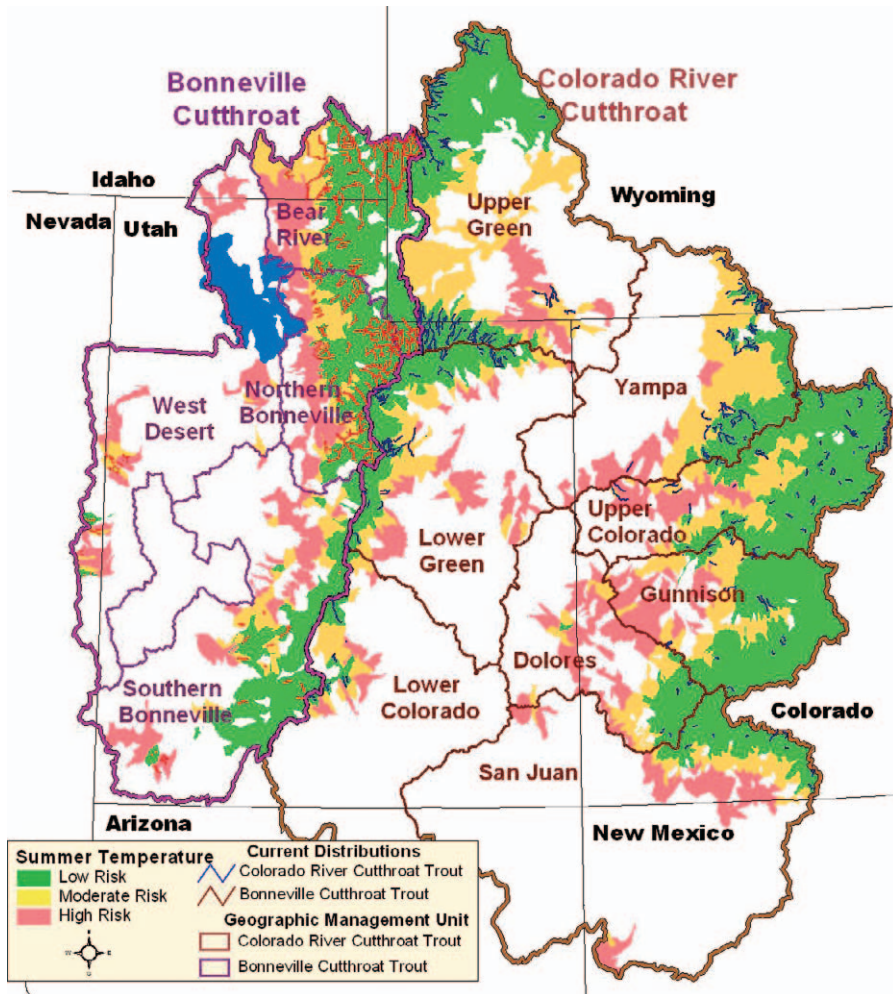 Bonneville
Cutthroat
Colorado River
Cutthroat
Idaho
Wyoming
Nevada
Utah
Bear
River
Upper
Green
West
Desert
Northern
Bonneville
Yampa
Lower
Green
Upper
Colorado
Gunnison
Dolores
Southern
Bonneville
Lower
Colorado
Colorado
San Juan
Arizona
New Mexico
Summer Temperature
Low Risk
Moderate Risk
High Risk
Current Distributions
Colorado River Cutthroat Trout
Bonneville Cutthroat Trout
Geographic Management Unit
Colorado River Cutthroat Trout
Bonneville Cutthroat Trout